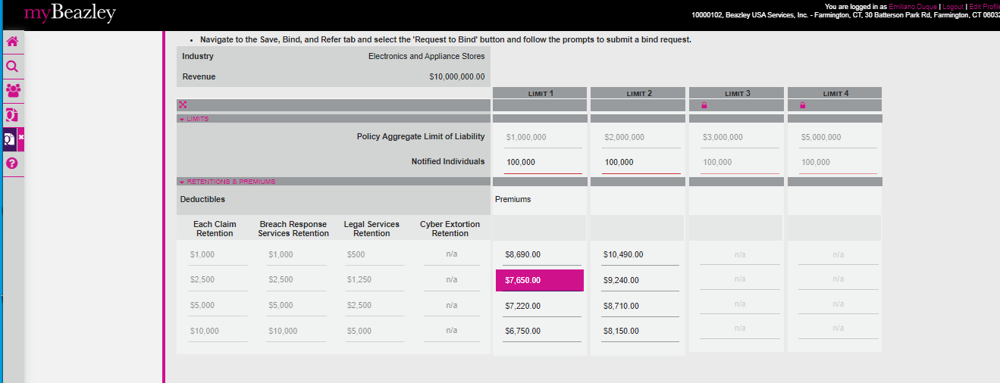 myBeazley
You are logged in as Emiliano Duque | Logout | Edit Profile
10000102, Beazley USA Services, Inc. - Farmington, CT, 30 Batterson Park Rd, Farmington, CT 06032
• Navigate to the Save, Bind, and Refer tab and select the 'Request to Bind' button and follow the prompts to submit a bind request.
Industry Electronics and Appliance Stores
Revenue $10,000,000.00
LIMIT 1 LIMIT 2 LIMIT 3 LIMIT 4
LIMITS
Policy Aggregate Limit of Liability $1,000,000 $2,000,000 $3,000,000 $5,000,000
Notified Individuals 100,000 100,000 100,000 100,000
RETENTIONS & PREMIUMS
Deductibles Premiums
Each Claim Breach Response Legal Services Cyber Extortion
Retention Services Retention Retention Retention
$1,000 $1,000 $500 n/a $8,690.00 $10,490.00 n/a n/a
$2,500 $2,500 $1,250 n/a $7,650.00 $9,240.00 n/a n/a
$5,000 $5,000 $2,500 n/a $7,220.00 $8,710.00 n/a n/a
$10,000 $10,000 $5,000 n/a $6,750.00 $8,150.00 n/a n/a